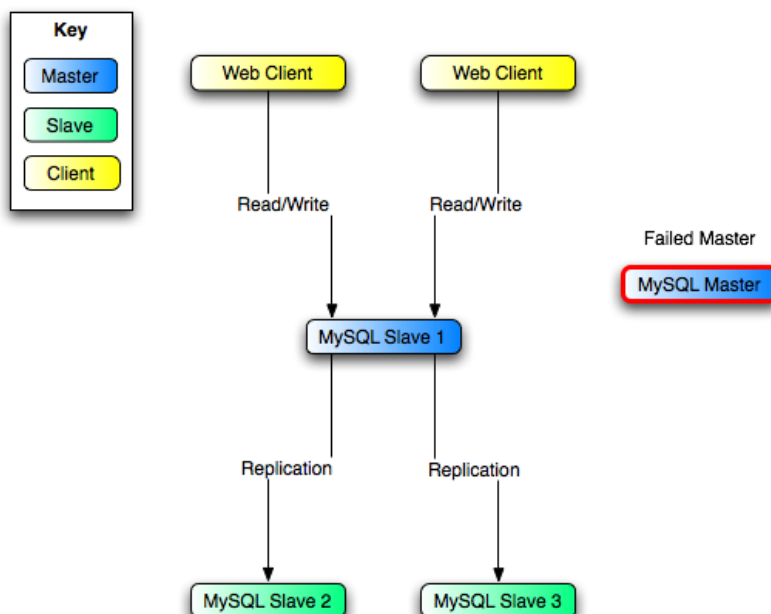 Key
Master
Slave
Client
Web Client
Web Client
Read/Write
Read/Write
Failed Master
MySQL Master
MySQL Slave 1
Replication
Replication
MySQL Slave 2
MySQL Slave 3